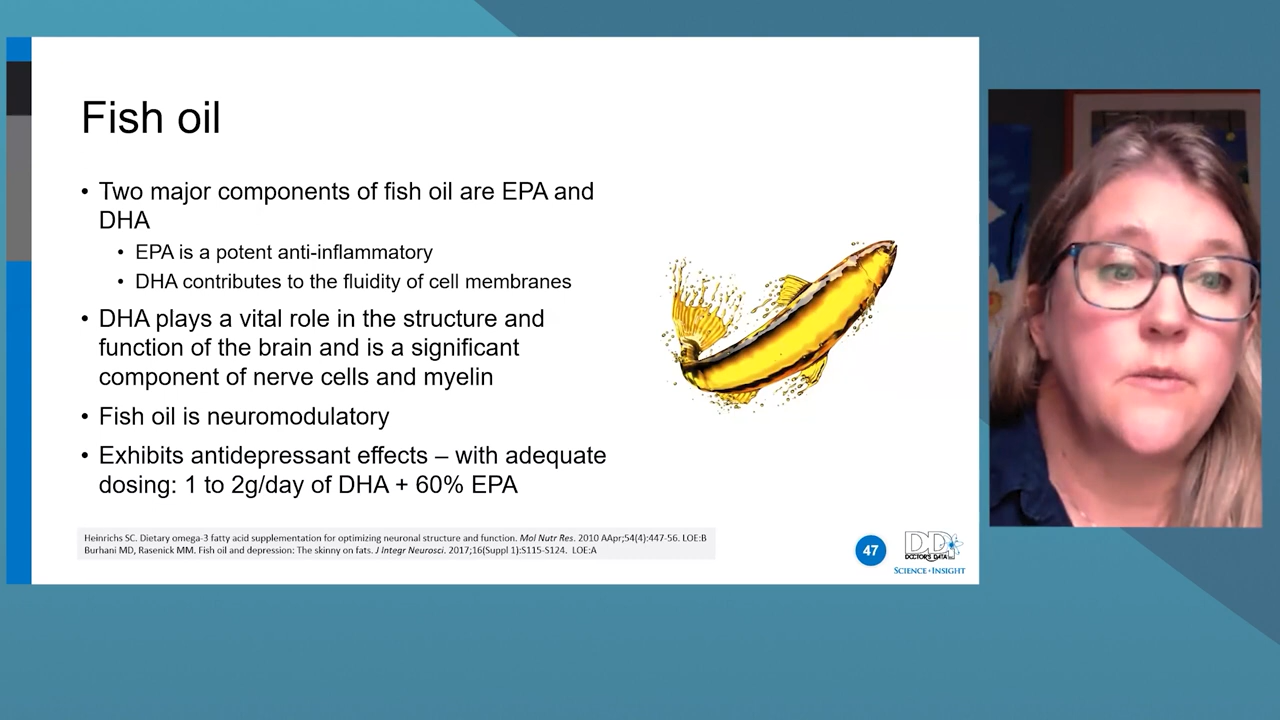 Fish oil
• Two major components of fish oil are EPA and
DHA
• EPA is a potent anti-inflammatory
• DHA contributes to the fluidity of cell membranes
• DHA plays a vital role in the structure and
function of the brain and is a significant
component of nerve cells and myelin
• Fish oil is neuromodulatory
• Exhibits antidepressant effects – with adequate
dosing: 1 to 2g/day of DHA + 60% EPA
Heinrichs SC. Dietary omega-3 fatty acid supplementation for optimizing neuronal structure and function. Mol Nutr Res. 2010 AApr;54(4):447-56. LOE:B
Burhani MD, Rasenick MM. Fish oil and depression: The skinny on fats. J Integr Neurosci. 2017;16(Suppl 1):S115-S124. LOE:A
47
DDI
DOCTOR'S DATA INC
SCIENCE + INSIGHT